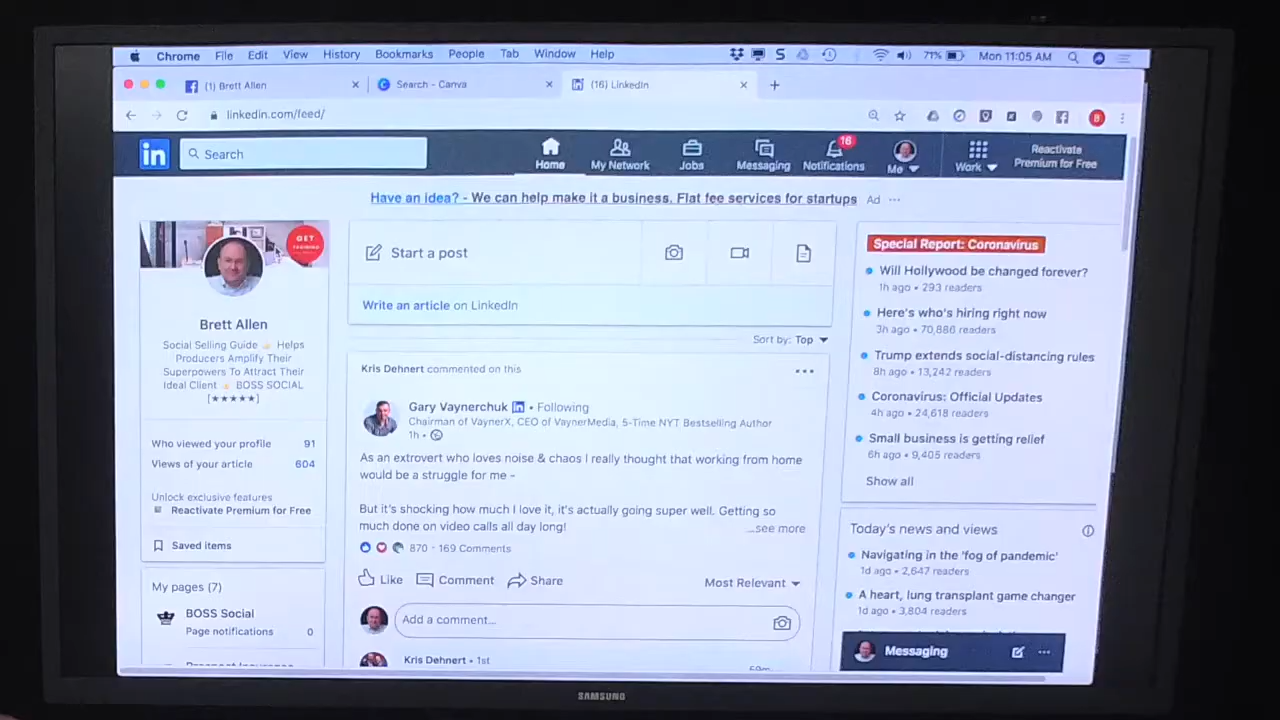 Chrome File Edit View History Bookmarks People Tab Window Help 71% Mon 11:05 AM
(1) Brett Allen
Search - Canva
(16) LinkedIn
linkedin.com/feed/
in
Search
Home
My Network
Jobs
Messaging
16
Notifications
Me
Work
Reactivate
Premium for Free
Have an idea? - We can help make it a business. Flat fee services for startups Ad
GET
Brett Allen
Social Selling Guide 👉 Helps
Producers Amplify Their
Superpowers To Attract Their
Ideal Client 👉 BOSS SOCIAL
[★★★★★]
Who viewed your profile 91
Views of your article 604
Unlock exclusive features
Reactivate Premium for Free
Saved items
My pages (7)
BOSS Social
Page notifications 0
Start a post
Write an article on LinkedIn
Sort by: Top
Kris Dehnert commented on this
Gary Vaynerchuk in • Following
Chairman of VaynerX, CEO of VaynerMedia, 5-Time NYT Bestselling Author
1h •
As an extrovert who loves noise & chaos I really thought that working from home
would be a struggle for me -
But it's shocking how much I love it, it's actually going super well. Getting so
much done on video calls all day long! ...see more
870 · 169 Comments
Like Comment Share Most Relevant
Add a comment...
Kris Dehnert • 1st
Special Report: Coronavirus
Will Hollywood be changed forever?
1h ago • 293 readers
Here's who's hiring right now
3h ago • 70,886 readers
Trump extends social-distancing rules
8h ago • 13,242 readers
Coronavirus: Official Updates
4h ago • 24,618 readers
Small business is getting relief
6h ago • 9,405 readers
Show all
Today's news and views
Navigating in the 'fog of pandemic'
1d ago • 2,647 readers
A heart, lung transplant game changer
1d ago • 3,804 readers
Messaging
SAMSUNG